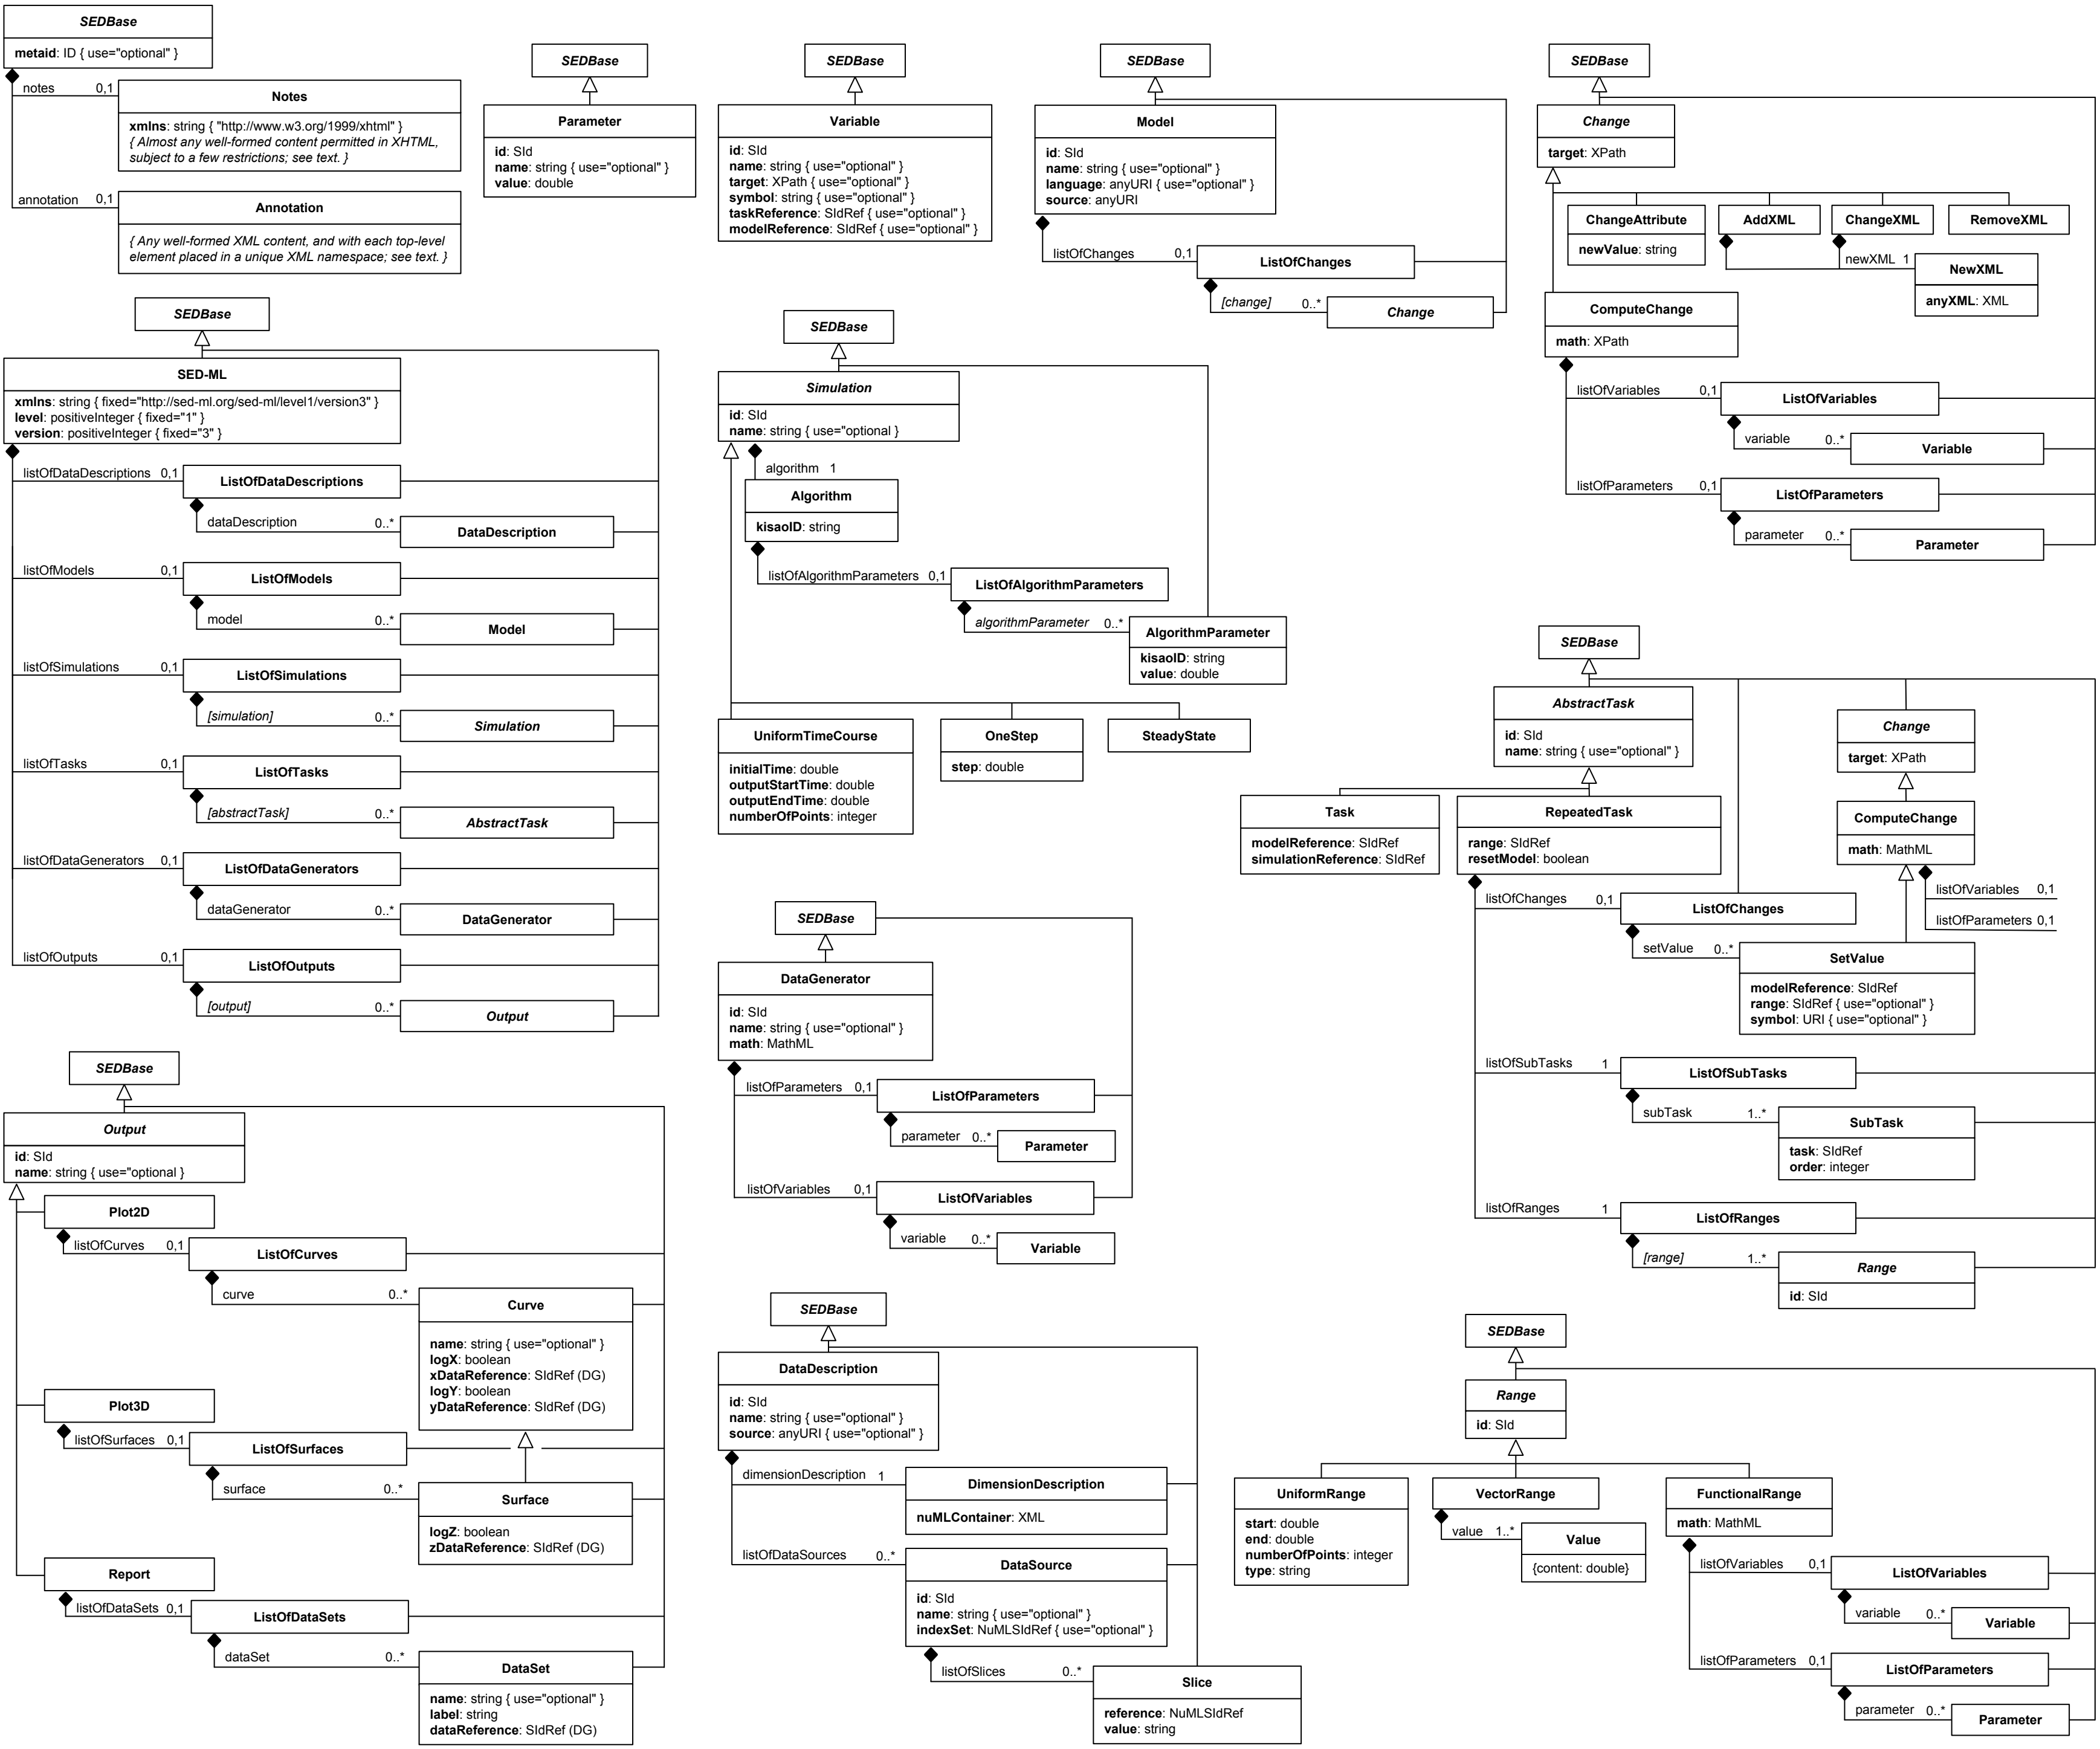 SEDBase
metaid: ID { use="optional" }
notes 0,1
Notes
xmlns: string { "http://www.w3.org/1999/xhtml" }
{ Almost any well-formed content permitted in XHTML,
subject to a few restrictions; see text. }
annotation 0,1
Annotation
{ Any well-formed XML content, and with each top-level
element placed in a unique XML namespace; see text. }
SEDBase
Parameter
id: SId
name: string { use="optional" }
value: double
SEDBase
Variable
id: SId
name: string { use="optional" }
target: XPath { use="optional" }
symbol: string { use="optional" }
taskReference: SIdRef { use="optional" }
modelReference: SIdRef { use="optional" }
SEDBase
Model
id: SId
name: string { use="optional" }
language: anyURI { use="optional" }
source: anyURI
listOfChanges 0,1
ListOfChanges
[change] 0..*
Change
SEDBase
Change
target: XPath
ChangeAttribute
newValue: string
AddXML
ChangeXML
RemoveXML
newXML 1
NewXML
anyXML: XML
ComputeChange
math: XPath
listOfVariables 0,1
ListOfVariables
variable 0..*
Variable
listOfParameters 0,1
ListOfParameters
parameter 0..*
Parameter
SEDBase
SED-ML
xmlns: string { fixed="http://sed-ml.org/sed-ml/level1/version3" }
level: positiveInteger { fixed="1" }
version: positiveInteger { fixed="3" }
listOfDataDescriptions 0,1
ListOfDataDescriptions
dataDescription 0..*
DataDescription
listOfModels 0,1
ListOfModels
model 0..*
Model
listOfSimulations 0,1
ListOfSimulations
[simulation] 0..*
Simulation
listOfTasks 0,1
ListOfTasks
[abstractTask] 0..*
AbstractTask
listOfDataGenerators 0,1
ListOfDataGenerators
dataGenerator 0..*
DataGenerator
listOfOutputs 0,1
ListOfOutputs
[output] 0..*
Output
SEDBase
Simulation
id: SId
name: string { use="optional }
algorithm 1
Algorithm
kisaoID: string
listOfAlgorithmParameters 0,1
ListOfAlgorithmParameters
algorithmParameter 0..*
AlgorithmParameter
kisaoID: string
value: double
UniformTimeCourse
initialTime: double
outputStartTime: double
outputEndTime: double
numberOfPoints: integer
OneStep
step: double
SteadyState
SEDBase
AbstractTask
id: SId
name: string { use="optional" }
Task
modelReference: SIdRef
simulationReference: SIdRef
RepeatedTask
range: SIdRef
resetModel: boolean
Change
target: XPath
ComputeChange
math: MathML
listOfVariables 0,1
listOfParameters 0,1
listOfChanges 0,1
ListOfChanges
setValue 0..*
SetValue
modelReference: SIdRef
range: SIdRef { use="optional" }
symbol: URI { use="optional" }
listOfSubTasks 1
ListOfSubTasks
subTask 1..*
SubTask
task: SIdRef
order: integer
listOfRanges 1
ListOfRanges
[range] 1..*
Range
id: SId
SEDBase
DataGenerator
id: SId
name: string { use="optional" }
math: MathML
listOfParameters 0,1
ListOfParameters
parameter 0..*
Parameter
listOfVariables 0,1
ListOfVariables
variable 0..*
Variable
SEDBase
Output
id: SId
name: string { use="optional }
Plot2D
listOfCurves 0,1
ListOfCurves
curve 0..*
Curve
name: string { use="optional" }
logX: boolean
xDataReference: SIdRef (DG)
logY: boolean
yDataReference: SIdRef (DG)
Plot3D
listOfSurfaces 0,1
ListOfSurfaces
surface 0..*
Surface
logZ: boolean
zDataReference: SIdRef (DG)
Report
listOfDataSets 0,1
ListOfDataSets
dataSet 0..*
DataSet
name: string { use="optional" }
label: string
dataReference: SIdRef (DG)
SEDBase
DataDescription
id: SId
name: string { use="optional" }
source: anyURI { use="optional" }
dimensionDescription 1
DimensionDescription
nuMLContainer: XML
listOfDataSources 0..*
DataSource
id: SId
name: string { use="optional" }
indexSet: NuMLSIdRef { use="optional" }
listOfSlices 0..*
Slice
reference: NuMLSIdRef
value: string
SEDBase
Range
id: SId
UniformRange
start: double
end: double
numberOfPoints: integer
type: string
VectorRange
value 1..*
Value
{content: double}
FunctionalRange
math: MathML
listOfVariables 0,1
ListOfVariables
variable 0..*
Variable
listOfParameters 0,1
ListOfParameters
parameter 0..*
Parameter